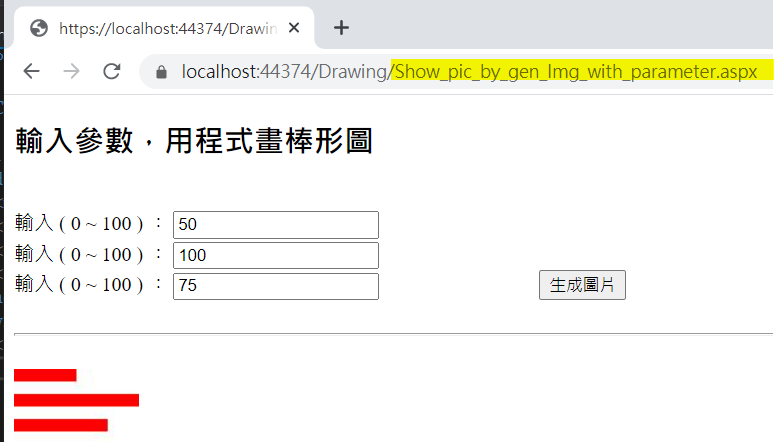 https://localhost:44374/Drawin
localhost:44374/Drawing/Show_pic_by_gen_Img_with_parameter.aspx
輸入參數，用程式畫棒形圖
輸入 ( 0 ~ 100 ) ： 50
輸入 ( 0 ~ 100 ) ： 100
輸入 ( 0 ~ 100 ) ： 75 生成圖片